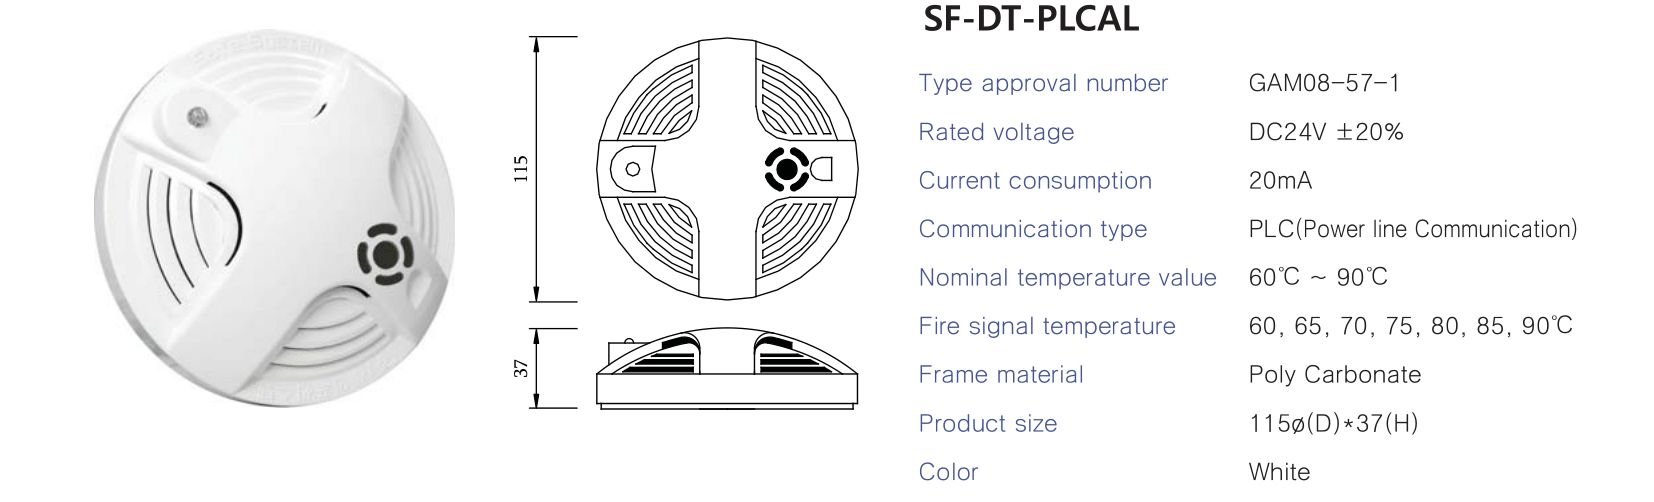 SF-DT-PLCAL
Type approval number GAM08-57-1
Rated voltage DC24V ±20%
Current consumption 20mA
Communication type PLC(Power line Communication)
Nominal temperature value 60℃ ~ 90℃
Fire signal temperature 60, 65, 70, 75, 80, 85, 90℃
Frame material Poly Carbonate
Product size 115ø(D)*37(H)
Color White
115
37